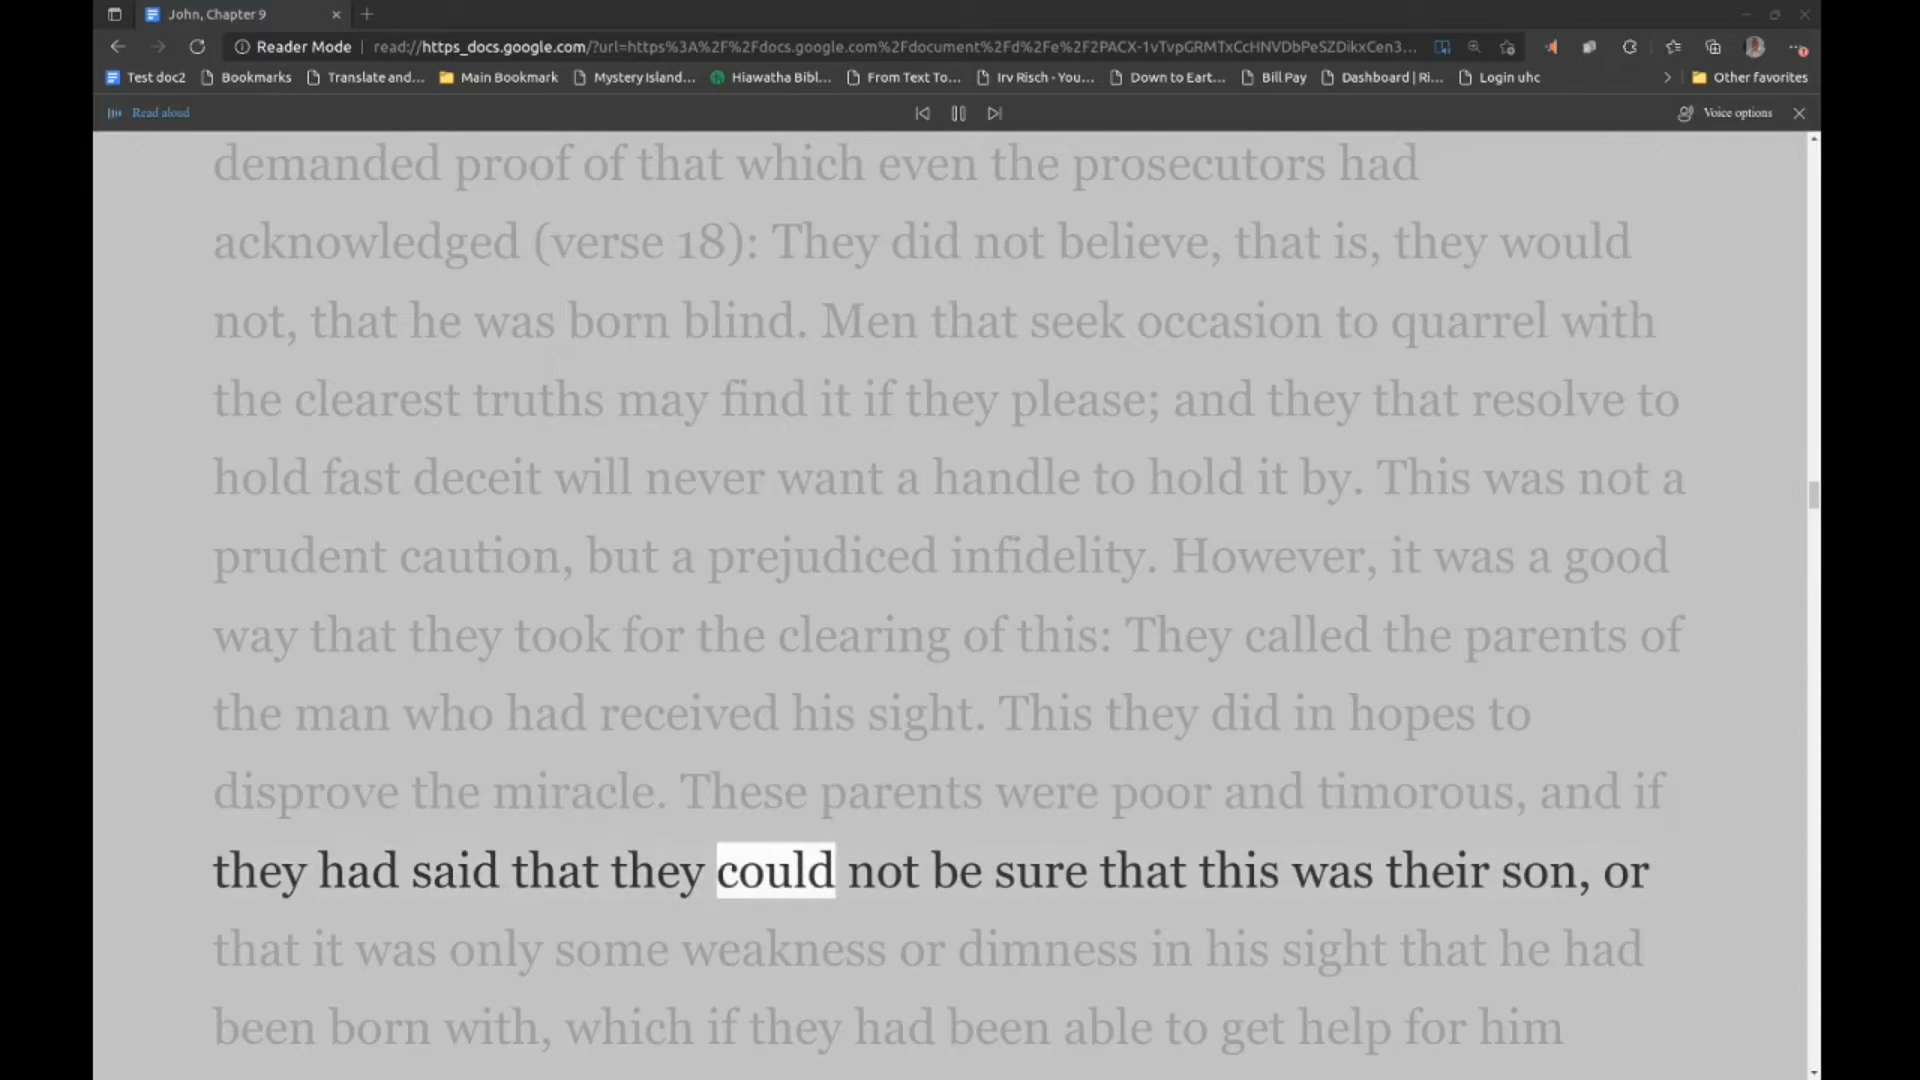 John, Chapter 9
Reader Mode read://https_docs.google.com/?url=https%3A%2F%2Fdocs.google.com%2Fdocument%2Fd%2Fe%2F2PACX-1vTvpGRMTxCcHNVDbPeSZDikxCen3...
Test doc2 Bookmarks Translate and... Main Bookmark Mystery Island... Hiawatha Bibl... From Text To... Irv Risch - You... Down to Eart... Bill Pay Dashboard | Ri... Login uhc Other favorites
Read aloud Voice options
demanded proof of that which even the prosecutors had
acknowledged (verse 18): They did not believe, that is, they would
not, that he was born blind. Men that seek occasion to quarrel with
the clearest truths may find it if they please; and they that resolve to
hold fast deceit will never want a handle to hold it by. This was not a
prudent caution, but a prejudiced infidelity. However, it was a good
way that they took for the clearing of this: They called the parents of
the man who had received his sight. This they did in hopes to
disprove the miracle. These parents were poor and timorous, and if
they had said that they could not be sure that this was their son, or
that it was only some weakness or dimness in his sight that he had
been born with, which if they had been able to get help for him